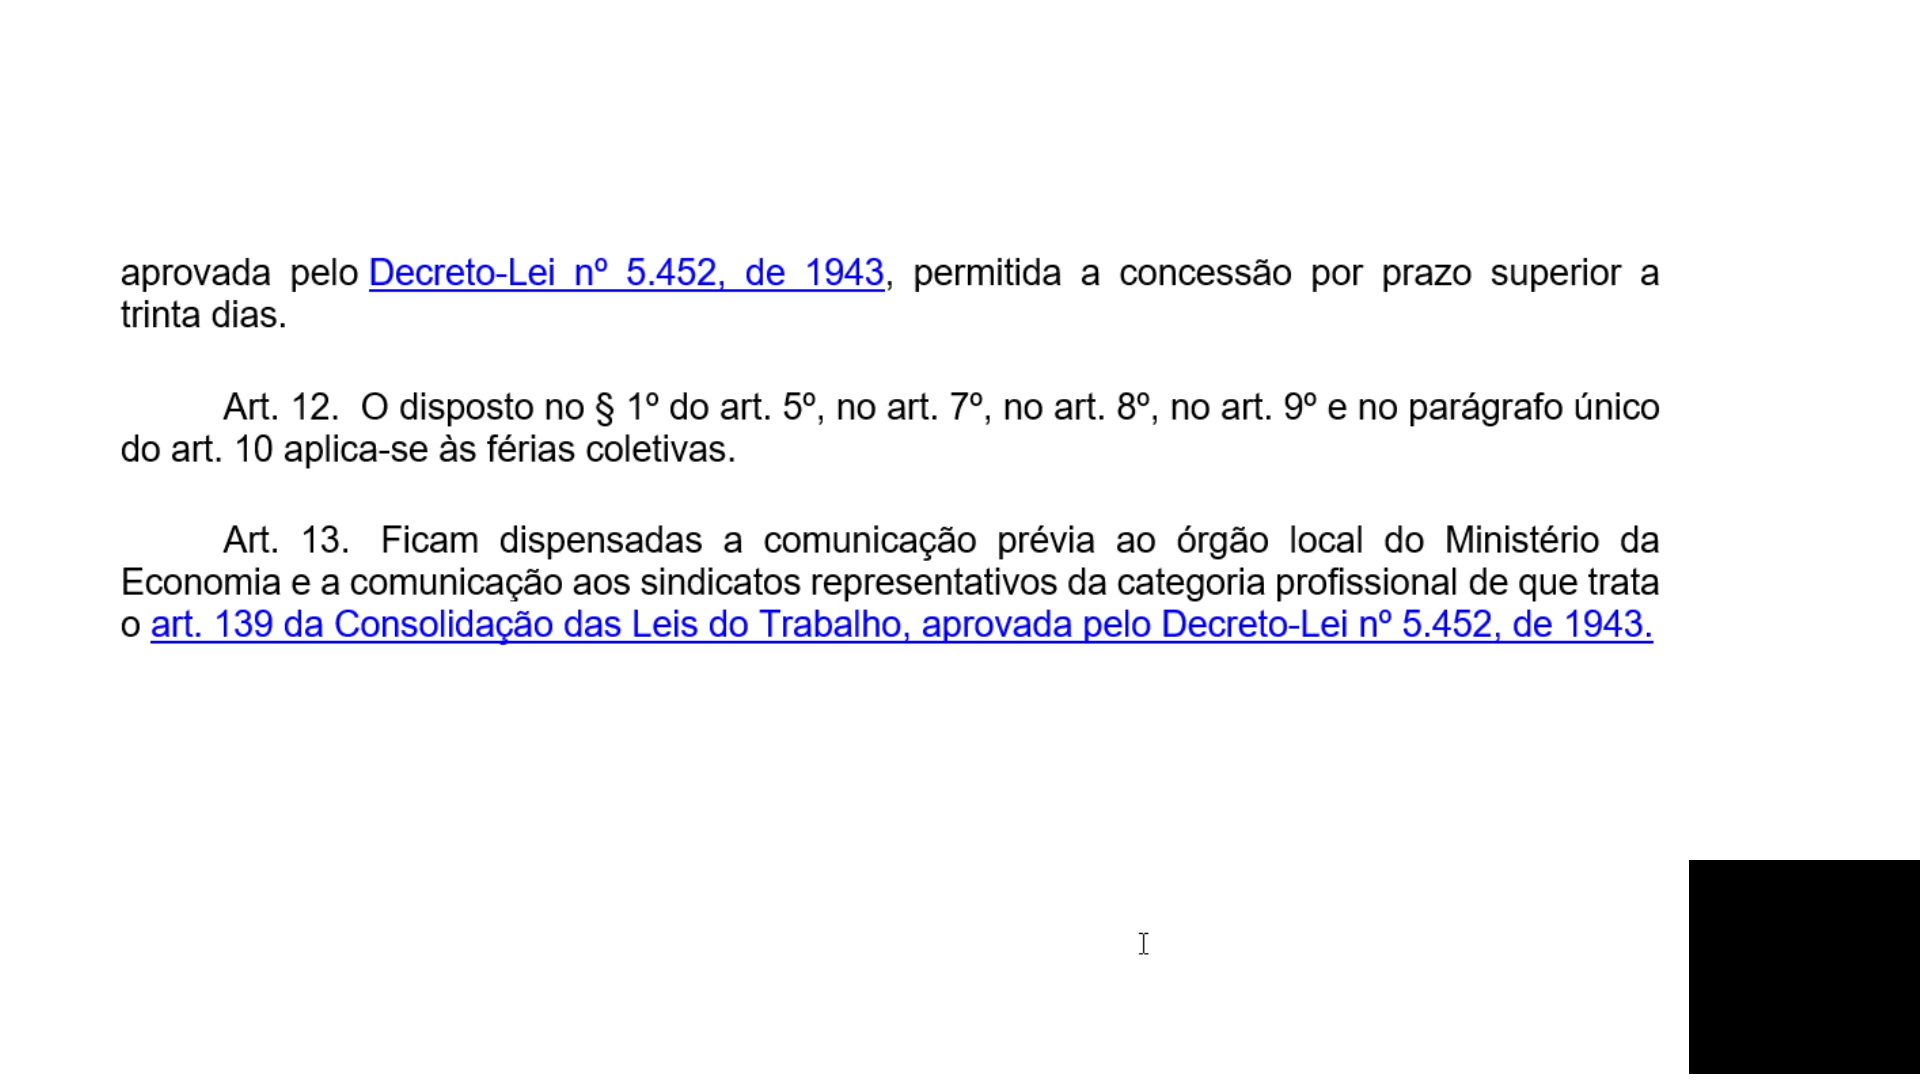 aprovada pelo Decreto-Lei nº 5.452, de 1943, permitida a concessão por prazo superior a
trinta dias.
Art. 12. O disposto no § 1º do art. 5º, no art. 7º, no art. 8º, no art. 9º e no parágrafo único
do art. 10 aplica-se às férias coletivas.
Art. 13. Ficam dispensadas a comunicação prévia ao órgão local do Ministério da
Economia e a comunicação aos sindicatos representativos da categoria profissional de que trata
o art. 139 da Consolidação das Leis do Trabalho, aprovada pelo Decreto-Lei nº 5.452, de 1943.